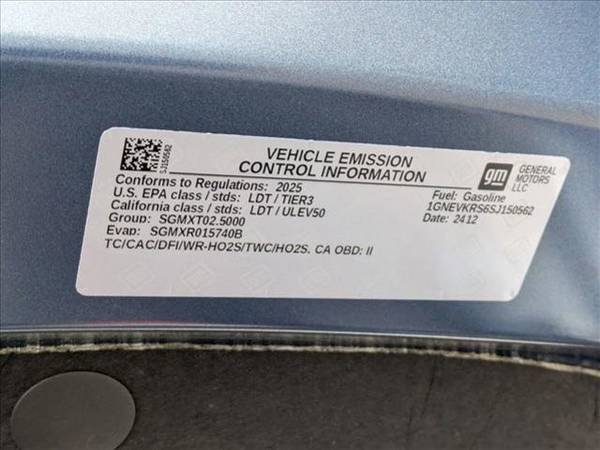 SJ150562
VEHICLE EMISSION
CONTROL INFORMATION
gm
GENERAL
MOTORS
LLC
Conforms to Regulations: 2025
U.S. EPA class / stds: LDT / TIER3
California class / stds: LDT / ULEV50
Group: SGMXT02.5000
Evap: SGMXR015740B
TC/CAC/DFI/WR-HO2S/TWC/HO2S. CA OBD: II
Fuel: Gasoline
1GNEVKRS6SJ150562
Date: 2412